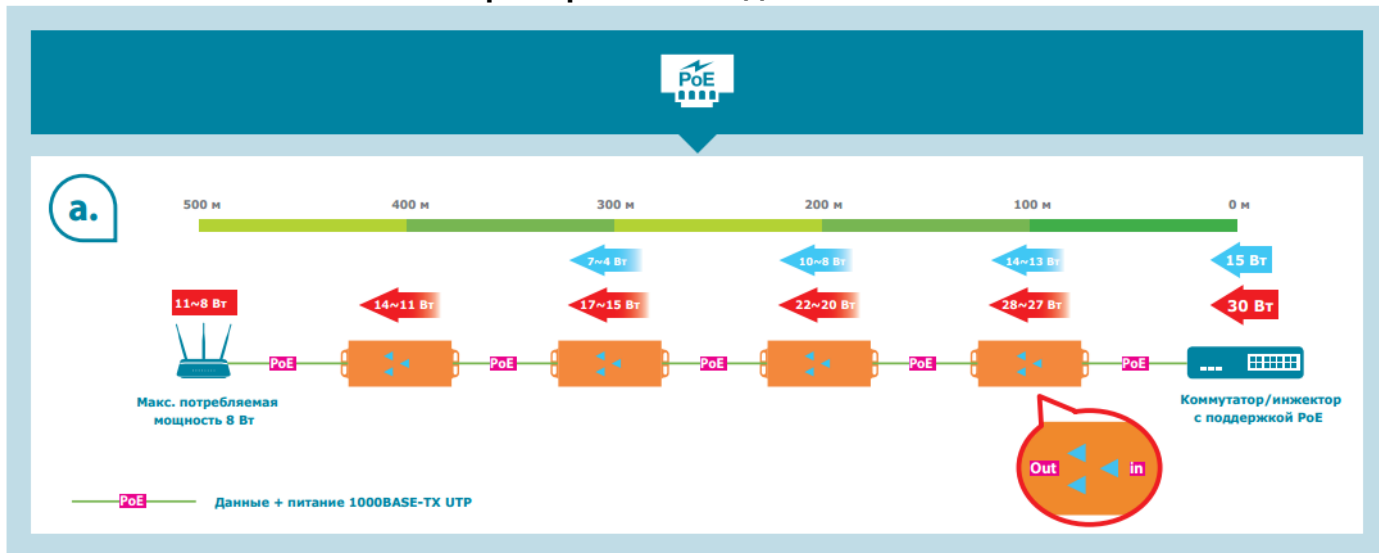 PoE
a.
500 м 400 м 300 м 200 м 100 м 0 м
7~4 Вт 10~8 Вт 14~13 Вт 15 Вт
11~8 Вт 14~11 Вт 17~15 Вт 22~20 Вт 28~27 Вт 30 Вт
PoE PoE PoE PoE PoE
Макс. потребляемая
мощность 8 Вт
Коммутатор/инжектор
с поддержкой PoE
Out in
PoE Данные + питание 1000BASE-TX UTP